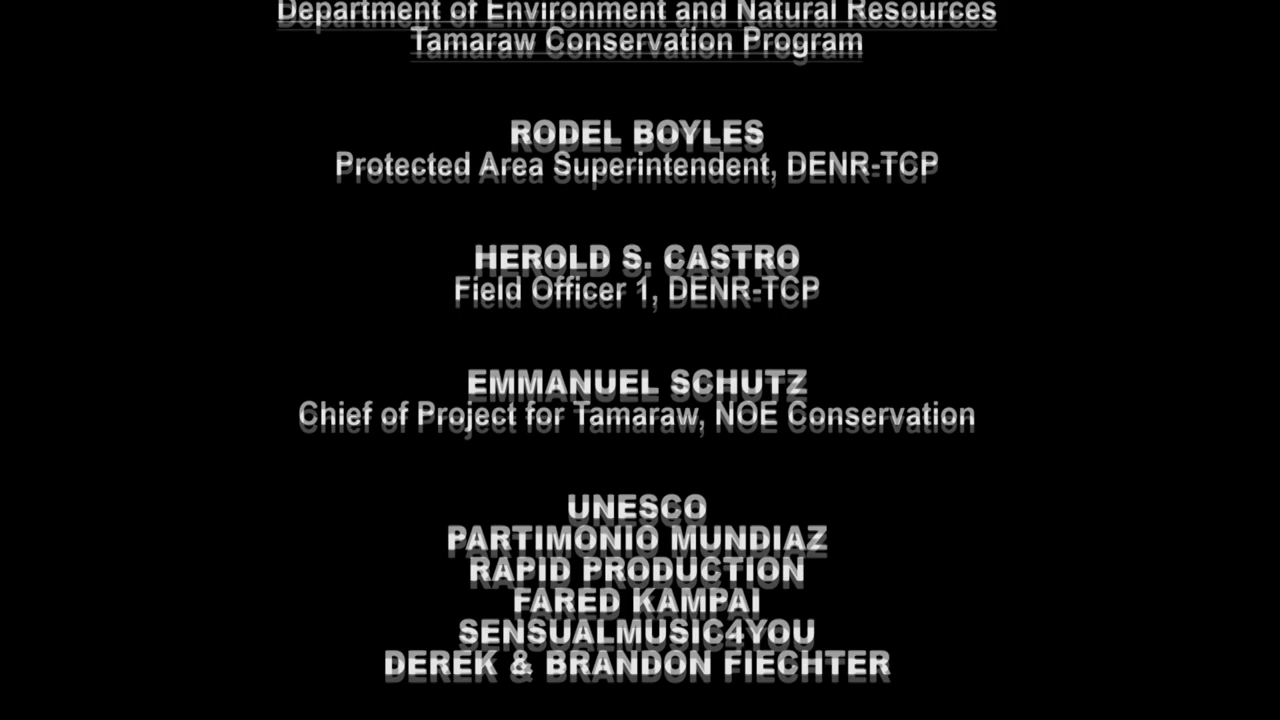 Department of Environment and Natural Resources
Tamaraw Conservation Program
RODEL BOYLES
Protected Area Superintendent, DENR-TCP
HEROLD S. CASTRO
Field Officer 1, DENR-TCP
EMMANUEL SCHUTZ
Chief of Project for Tamaraw, NOE Conservation
UNESCO
PARTIMONIO MUNDIAZ
RAPID PRODUCTION
FARED KAMPAI
SENSUALMUSIC4YOU
DEREK & BRANDON FIECHTER